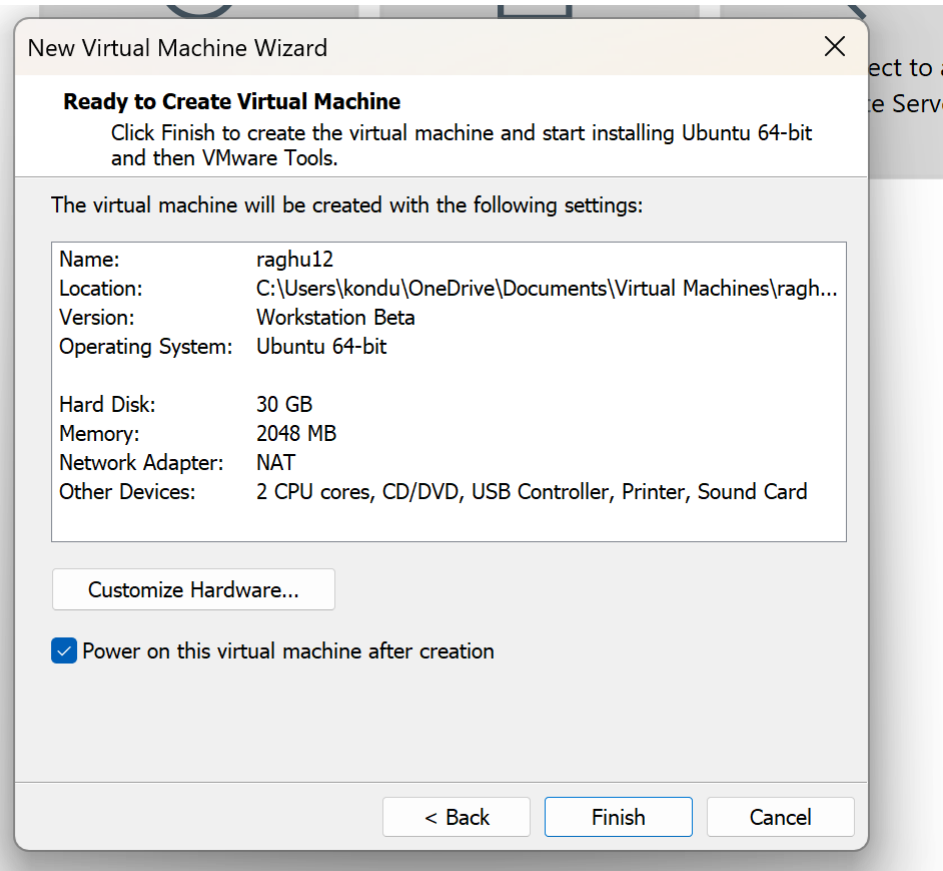 New Virtual Machine Wizard
ect to
e Serv
Ready to Create Virtual Machine
Click Finish to create the virtual machine and start installing Ubuntu 64-bit
and then VMware Tools.
The virtual machine will be created with the following settings:
Name: raghu12
Location: C:\Users\kondu\OneDrive\Documents\Virtual Machines\ragh...
Version: Workstation Beta
Operating System: Ubuntu 64-bit
Hard Disk: 30 GB
Memory: 2048 MB
Network Adapter: NAT
Other Devices: 2 CPU cores, CD/DVD, USB Controller, Printer, Sound Card
Customize Hardware...
Power on this virtual machine after creation
< Back Finish Cancel